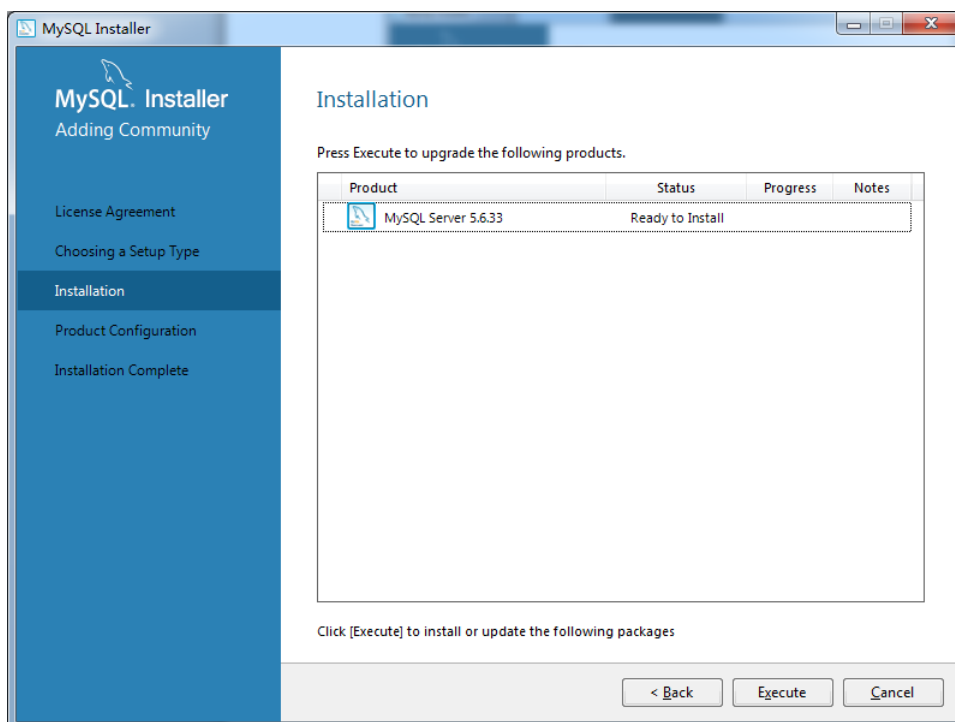 MySQL Installer
MySQL. Installer
Adding Community
License Agreement
Choosing a Setup Type
Installation
Product Configuration
Installation Complete
Installation
Press Execute to upgrade the following products.
Product Status Progress Notes
MySQL Server 5.6.33 Ready to Install
Click [Execute] to install or update the following packages
< Back Execute Cancel